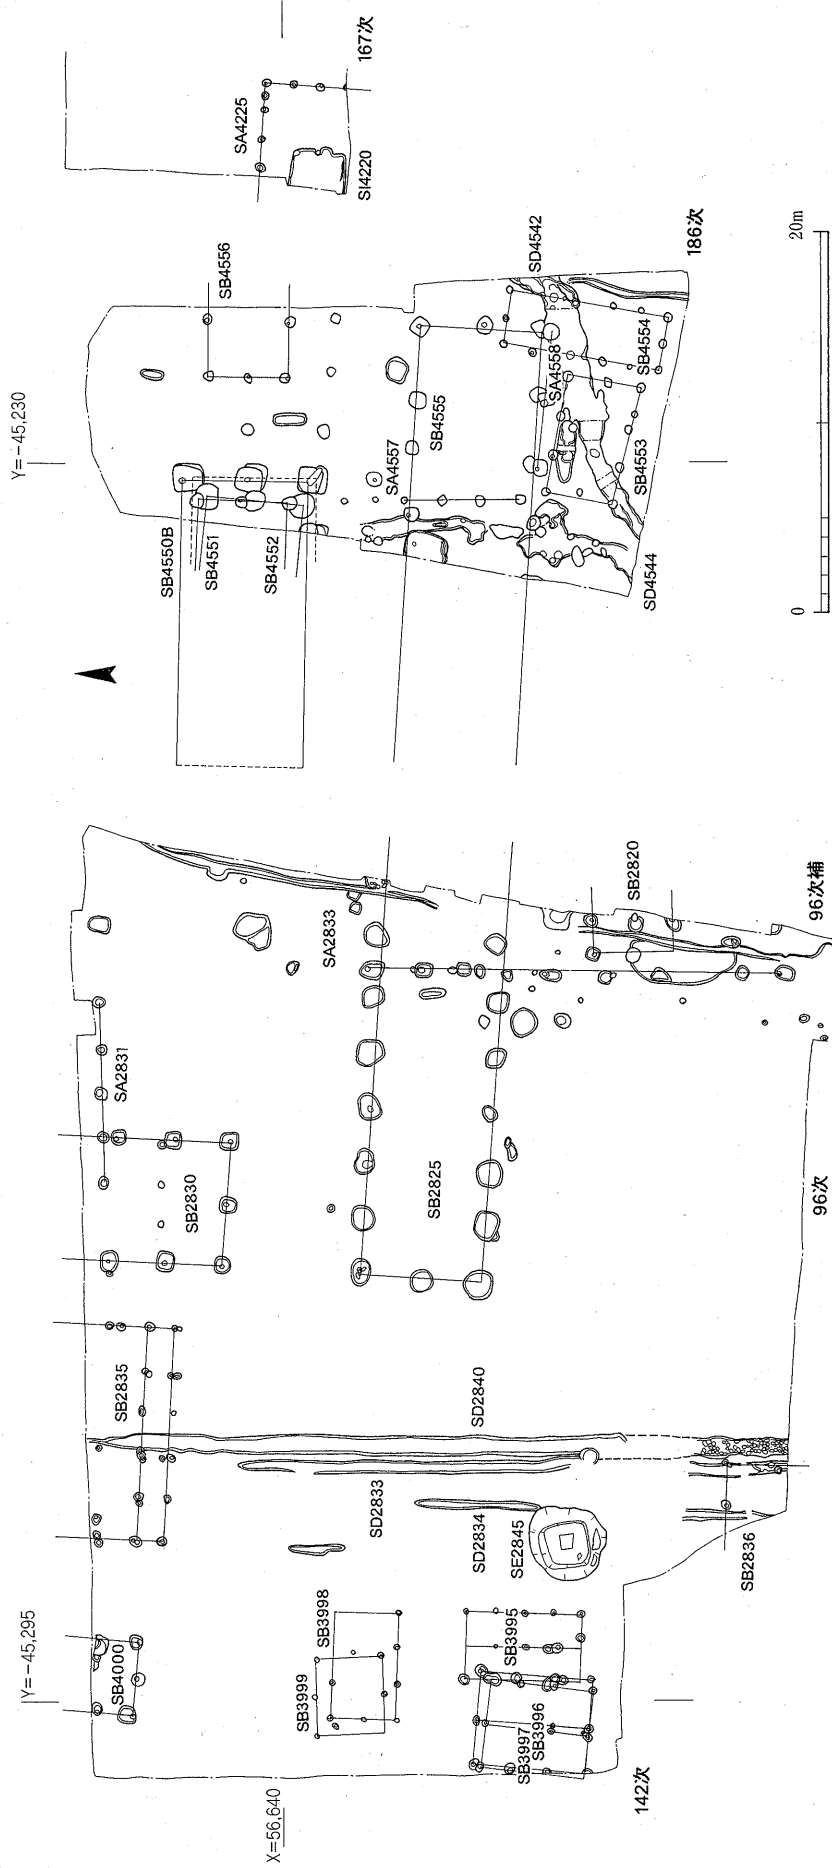 167次
SA4225
SI4220
SB4556
SD4542
186次
20m
0
Y=-45,230
SB4550B
SB4551
SB4552
SA4557
SB4555
SA4558
SB4554
SB4553
SD4544
SA2833
SB2820
96次補
SA2831
SB2830
SB2825
96次
SB2835
SD2840
SD2833
SD2834
SE2845
SB2836
Y=-45,295
SB4000
SB3998
SB3999
SB3995
SB3996
SB3997
142次
X=56,640